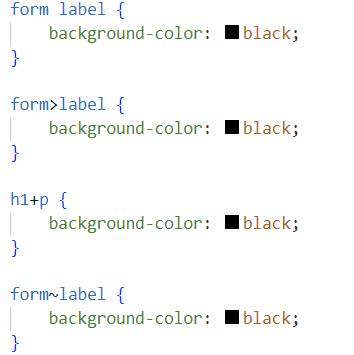 form label {
    background-color: black;
}

form>label {
    background-color: black;
}

h1+p {
    background-color: black;
}

form~label {
    background-color: black;
}